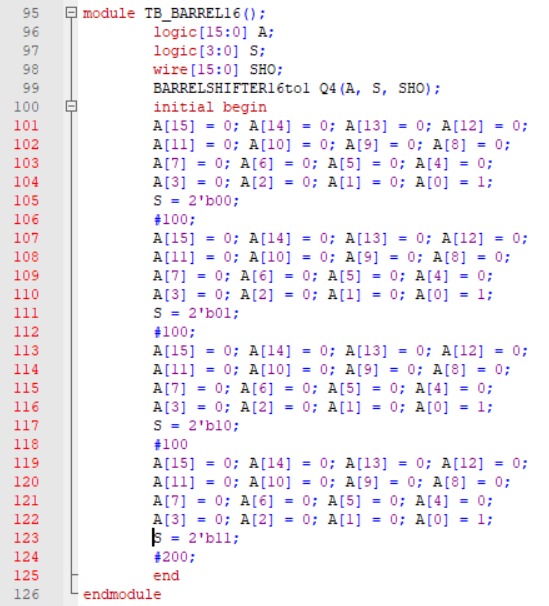 95 module TB_BARREL16();
96 logic[15:0] A;
97 logic[3:0] S;
98 wire[15:0] SHO;
99 BARRELSHIFTER16to1 Q4(A, S, SHO);
100 initial begin
101 A[15] = 0; A[14] = 0; A[13] = 0; A[12] = 0;
102 A[11] = 0; A[10] = 0; A[9] = 0; A[8] = 0;
103 A[7] = 0; A[6] = 0; A[5] = 0; A[4] = 0;
104 A[3] = 0; A[2] = 0; A[1] = 0; A[0] = 1;
105 S = 2'b00;
106 #100;
107 A[15] = 0; A[14] = 0; A[13] = 0; A[12] = 0;
108 A[11] = 0; A[10] = 0; A[9] = 0; A[8] = 0;
109 A[7] = 0; A[6] = 0; A[5] = 0; A[4] = 0;
110 A[3] = 0; A[2] = 0; A[1] = 0; A[0] = 1;
111 S = 2'b01;
112 #100;
113 A[15] = 0; A[14] = 0; A[13] = 0; A[12] = 0;
114 A[11] = 0; A[10] = 0; A[9] = 0; A[8] = 0;
115 A[7] = 0; A[6] = 0; A[5] = 0; A[4] = 0;
116 A[3] = 0; A[2] = 0; A[1] = 0; A[0] = 1;
117 S = 2'b10;
118 #100
119 A[15] = 0; A[14] = 0; A[13] = 0; A[12] = 0;
120 A[11] = 0; A[10] = 0; A[9] = 0; A[8] = 0;
121 A[7] = 0; A[6] = 0; A[5] = 0; A[4] = 0;
122 A[3] = 0; A[2] = 0; A[1] = 0; A[0] = 1;
123 S = 2'b11;
124 #200;
125 end
126 endmodule